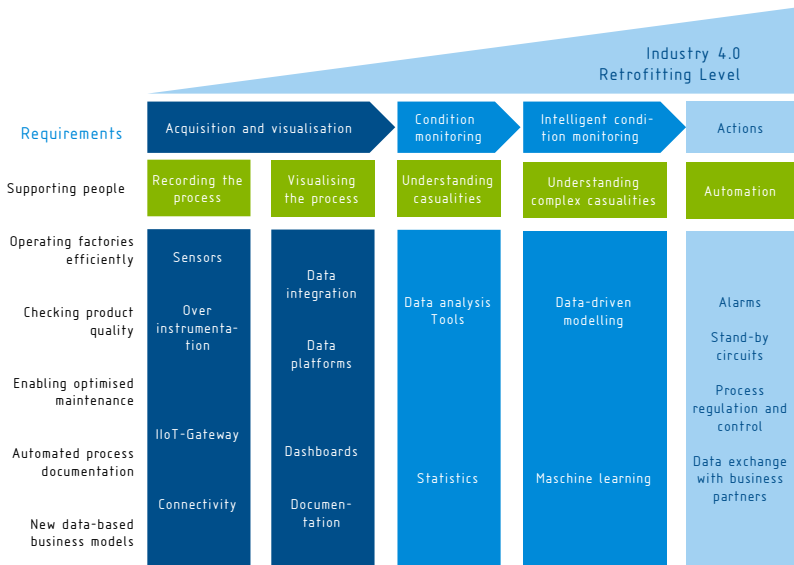 Industry 4.0
Retrofitting Level
Requirements
Acquisition and visualisation
Condition
monitoring
Intelligent condi-
tion monitoring
Actions
Supporting people
Recording the
process
Visualising
the process
Understanding
casualities
Understanding
complex casualities
Automation
Operating factories
efficiently
Checking product
quality
Enabling optimised
maintenance
Automated process
documentation
New data-based
business models
Sensors
Over
instrumenta-
tion
IIoT-Gateway
Connectivity
Data
integration
Data
platforms
Dashboards
Documen-
tation
Data analysis
Tools
Statistics
Data-driven
modelling
Maschine learning
Alarms
Stand-by
circuits
Process
regulation and
control
Data exchange
with business
partners